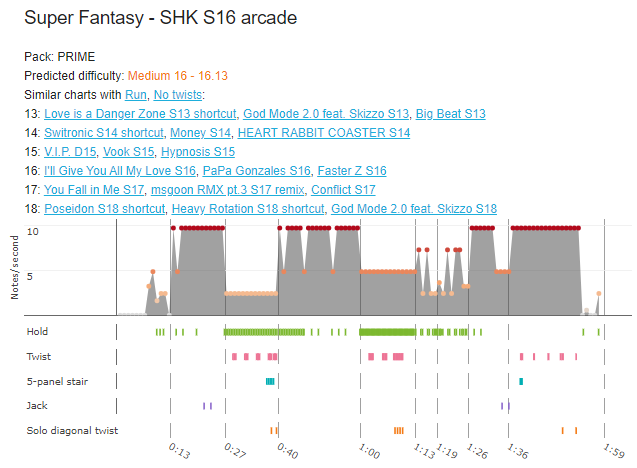 Super Fantasy - SHK S16 arcade
Pack: PRIME
Predicted difficulty: Medium 16 - 16.13
Similar charts with Run, No twists:
13: Love is a Danger Zone S13 shortcut, God Mode 2.0 feat. Skizzo S13, Big Beat S13
14: Switronic S14 shortcut, Money S14, HEART RABBIT COASTER S14
15: V.I.P. D15, Vook S15, Hypnosis S15
16: I'll Give You All My Love S16, PaPa Gonzales S16, Faster Z S16
17: You Fall in Me S17, msgoon RMX pt.3 S17 remix, Conflict S17
18: Poseidon S18 shortcut, Heavy Rotation S18 shortcut, God Mode 2.0 feat. Skizzo S18
10
5
Notes/second
Hold
Twist
5-panel stair
Jack
Solo diagonal twist
0:13 0:27 0:40 1:00 1:13 1:19 1:26 1:36 1:59